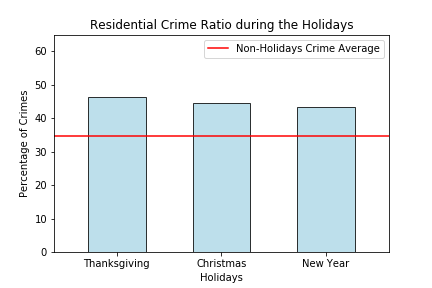 Residential Crime Ratio during the Holidays
Non-Holidays Crime Average
Percentage of Crimes
60
50
40
30
20
10
0
Thanksgiving
Christmas
New Year
Holidays